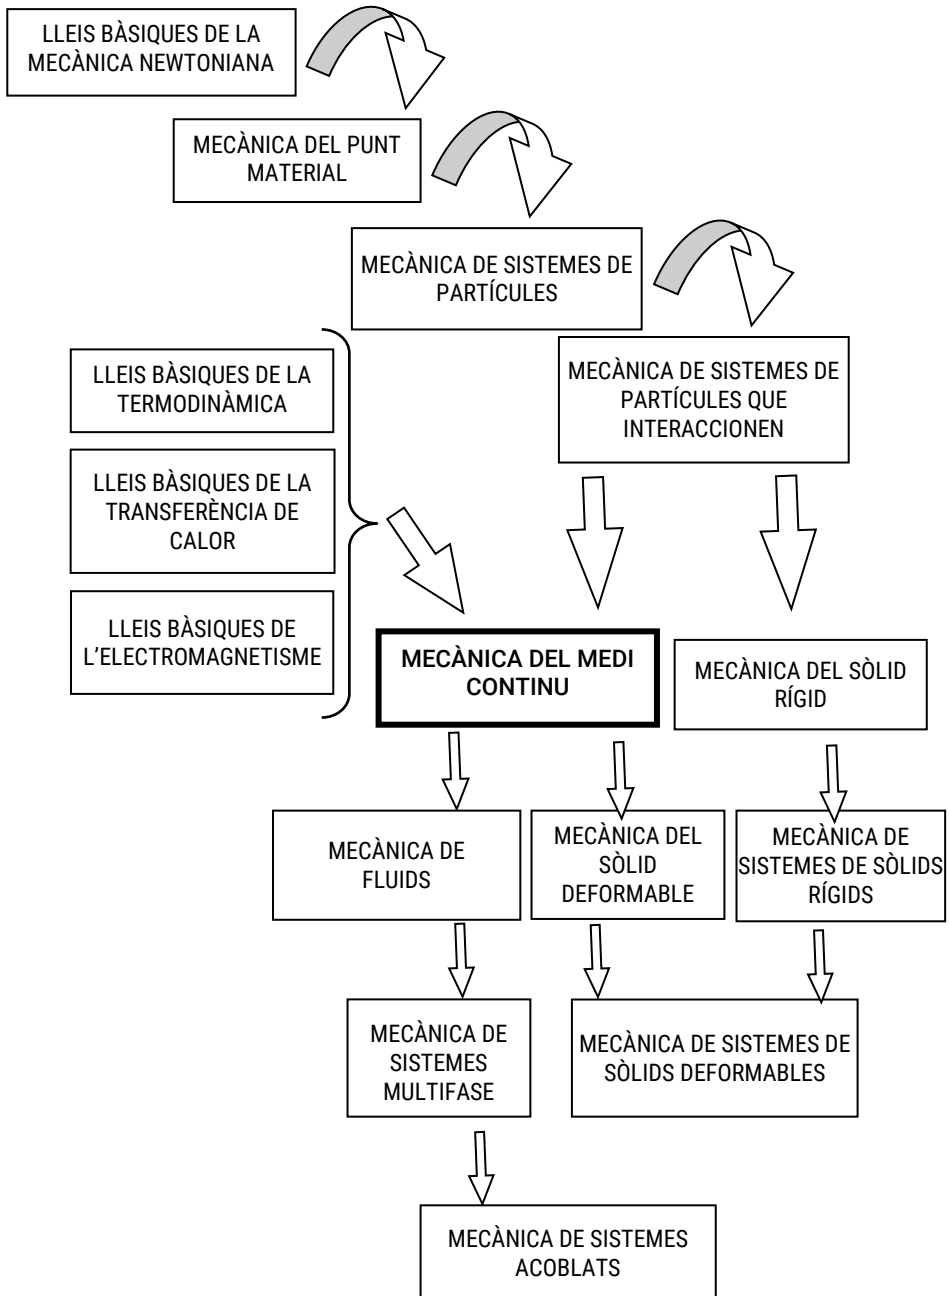 LLEIS BÀSIQUES DE LA
MECÀNICA NEWTONIANA
MECÀNICA DEL PUNT
MATERIAL
MECÀNICA DE SISTEMES DE
PARTÍCULES
MECÀNICA DE SISTEMES DE
PARTÍCULES QUE
INTERACCIONEN
LLEIS BÀSIQUES DE LA
TERMODINÀMICA
LLEIS BÀSIQUES DE LA
TRANSFERÈNCIA DE
CALOR
LLEIS BÀSIQUES DE
L'ELECTROMAGNETISME
MECÀNICA DEL MEDI
CONTINU
MECÀNICA DEL SÒLID
RÍGID
MECÀNICA DE
FLUIDS
MECÀNICA DEL
SÒLID
DEFORMABLE
MECÀNICA DE
SISTEMES DE SÒLIDS
RÍGIDS
MECÀNICA DE
SISTEMES
MULTIFASE
MECÀNICA DE SISTEMES DE
SÒLIDS DEFORMABLES
MECÀNICA DE SISTEMES
ACOBLATS